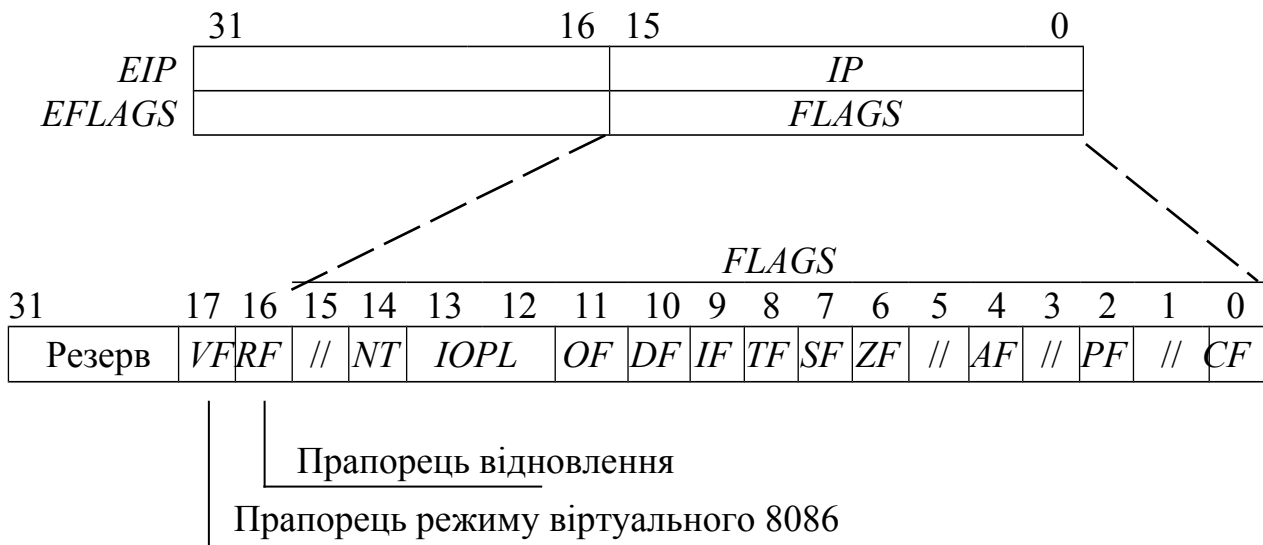 31 16 15 0
EIP IP
EFLAGS FLAGS
FLAGS
31 17 16 15 14 13 12 11 10 9 8 7 6 5 4 3 2 1 0
Резерв VF RF // NT IOPL OF DF IF TF SF ZF // AF // PF // CF
Прапорець відновлення
Прапорець режиму віртуального 8086